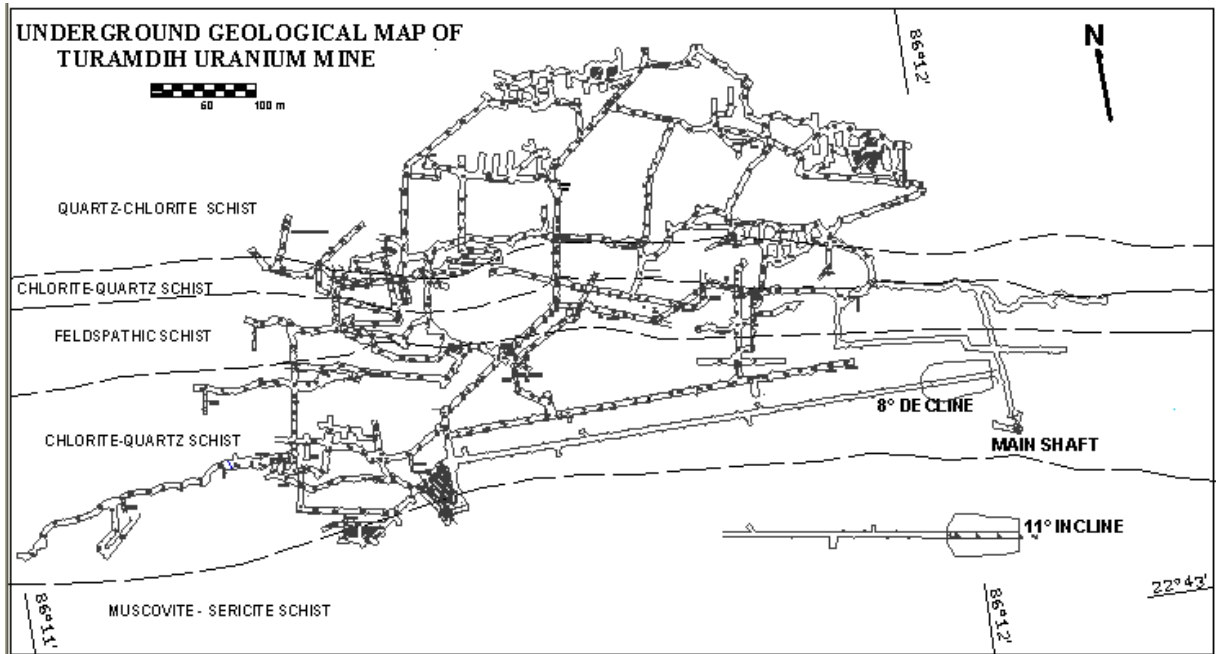 UNDERGROUND GEOLOGICAL MAP OF
TURAMDIH URANIUM MINE
60 100 m
86°12'
N
QUARTZ-CHLORITE SCHIST
CHLORITE-QUARTZ SCHIST
FELDSPATHIC SCHIST
8° DECLINE
CHLORITE-QUARTZ SCHIST
MAIN SHAFT
11° INCLINE
22°43'
MUSCOVITE - SERICITE SCHIST
86°11'
86°12'